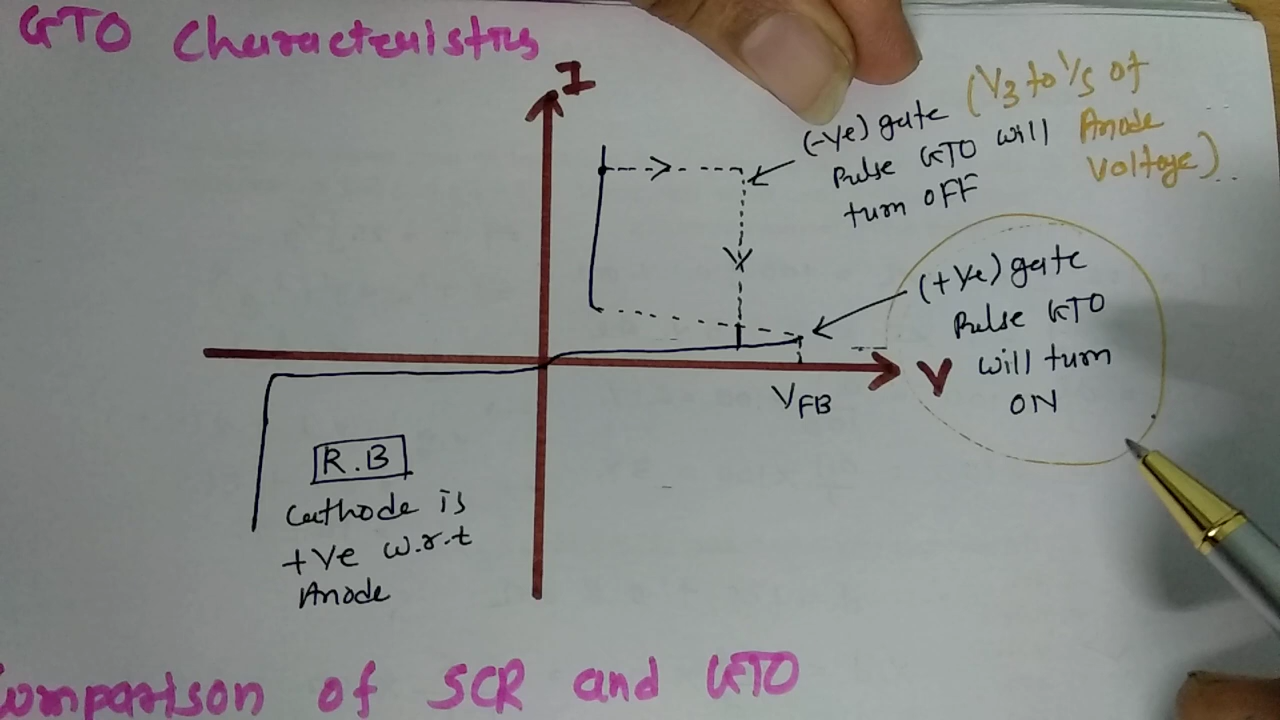 GTO Characteristics
I
(-ve) gate (1/3 to 1/5 of
Pulse GTO will Anode
turn OFF Voltage)
(+ve) gate
Pulse GTO
will turn
ON
V
VFB
R.B
Cathode is
+ve w.r.t
Anode
Comparison of SCR and GTO